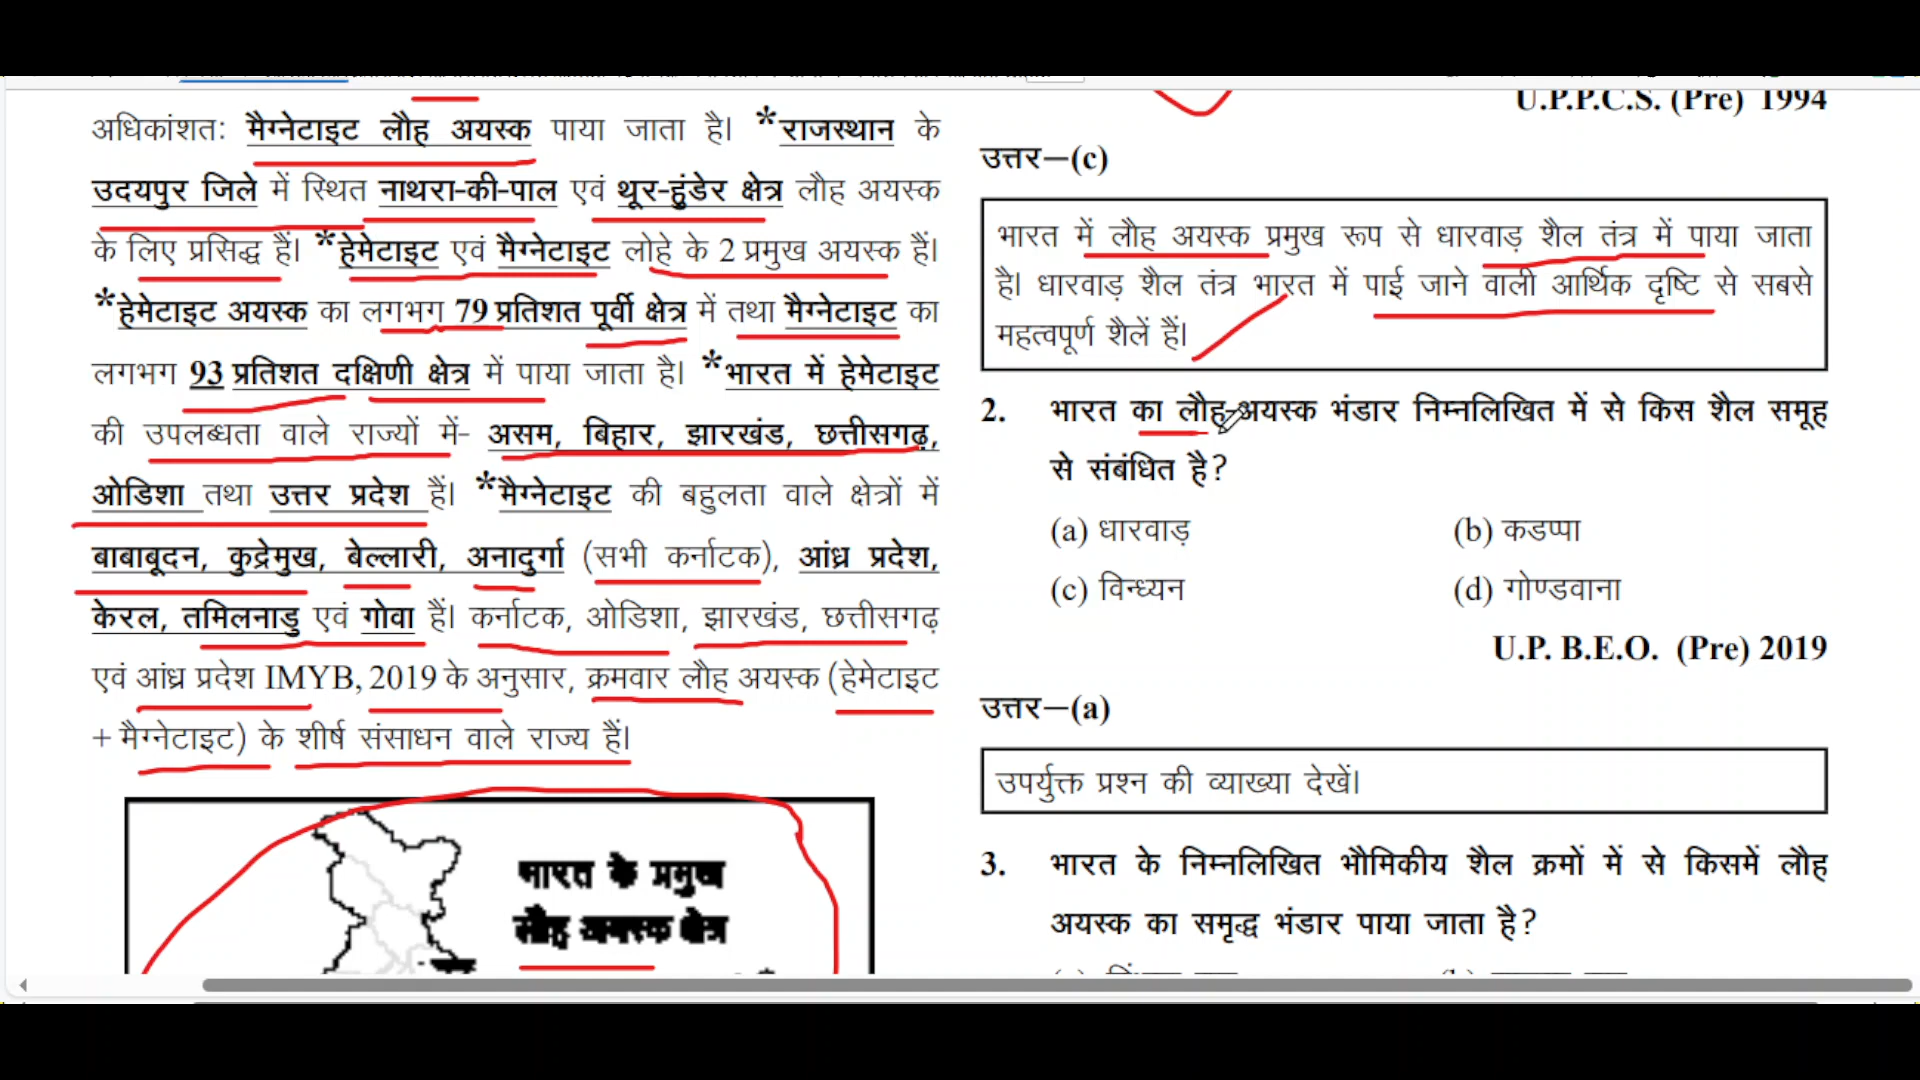 अधिकांशतः मैग्नेटाइट लौह अयस्क पाया जाता है। *राजस्थान के
उदयपुर जिले में स्थित नाथरा-की-पाल एवं थूर-हुंडेर क्षेत्र लौह अयस्क
के लिए प्रसिद्ध हैं। *हेमेटाइट एवं मैग्नेटाइट लोहे के 2 प्रमुख अयस्क हैं।
*हेमेटाइट अयस्क का लगभग 79 प्रतिशत पूर्वी क्षेत्र में तथा मैग्नेटाइट का
लगभग 93 प्रतिशत दक्षिणी क्षेत्र में पाया जाता है। *भारत में हेमेटाइट
की उपलब्धता वाले राज्यों में- असम, बिहार, झारखंड, छत्तीसगढ़,
ओडिशा तथा उत्तर प्रदेश हैं। *मैग्नेटाइट की बहुलता वाले क्षेत्रों में
बाबाबूदन, कुद्रेमुख, बेल्लारी, अनादुर्गा (सभी कर्नाटक), आंध्र प्रदेश,
केरल, तमिलनाडु एवं गोवा हैं। कर्नाटक, ओडिशा, झारखंड, छत्तीसगढ़
एवं आंध्र प्रदेश IMYB, 2019 के अनुसार, क्रमवार लौह अयस्क (हेमेटाइट
+ मैग्नेटाइट) के शीर्ष संसाधन वाले राज्य हैं।
भारत के प्रमुख
लौह अयस्क क्षेत्र
U.P.P.C.S. (Pre) 1994
उत्तर–(c)
भारत में लौह अयस्क प्रमुख रूप से धारवाड़ शैल तंत्र में पाया जाता
है। धारवाड़ शैल तंत्र भारत में पाई जाने वाली आर्थिक दृष्टि से सबसे
महत्वपूर्ण शैलें हैं।
2. भारत का लौह-अयस्क भंडार निम्नलिखित में से किस शैल समूह
से संबंधित है?
(a) धारवाड़ (b) कडप्पा
(c) विन्ध्यन (d) गोण्डवाना
U.P. B.E.O. (Pre) 2019
उत्तर–(a)
उपर्युक्त प्रश्न की व्याख्या देखें।
3. भारत के निम्नलिखित भौमिकीय शैल क्रमों में से किसमें लौह
अयस्क का समृद्ध भंडार पाया जाता है?